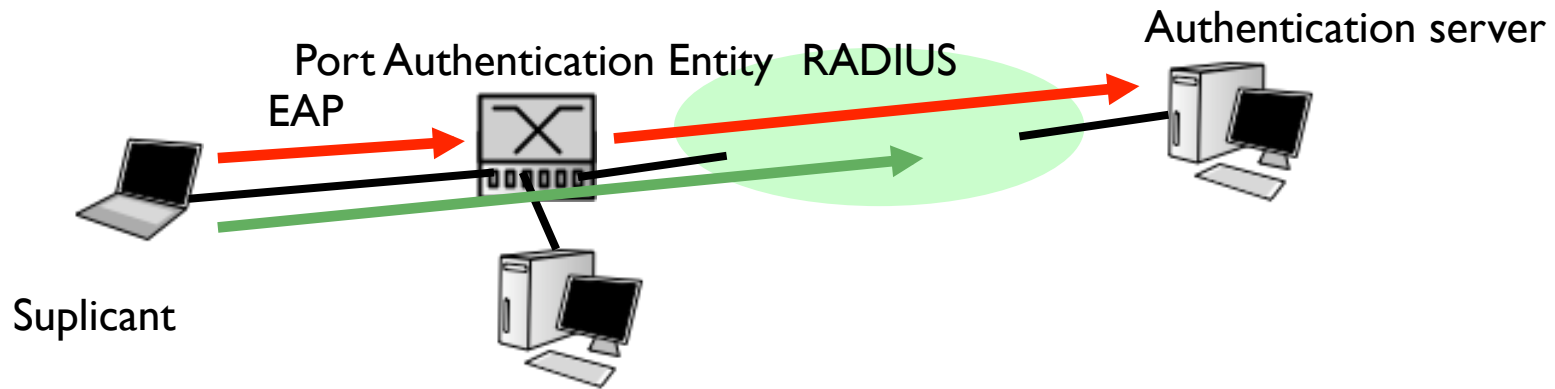 Authentication server
Port Authentication Entity RADIUS
EAP
Suplicant